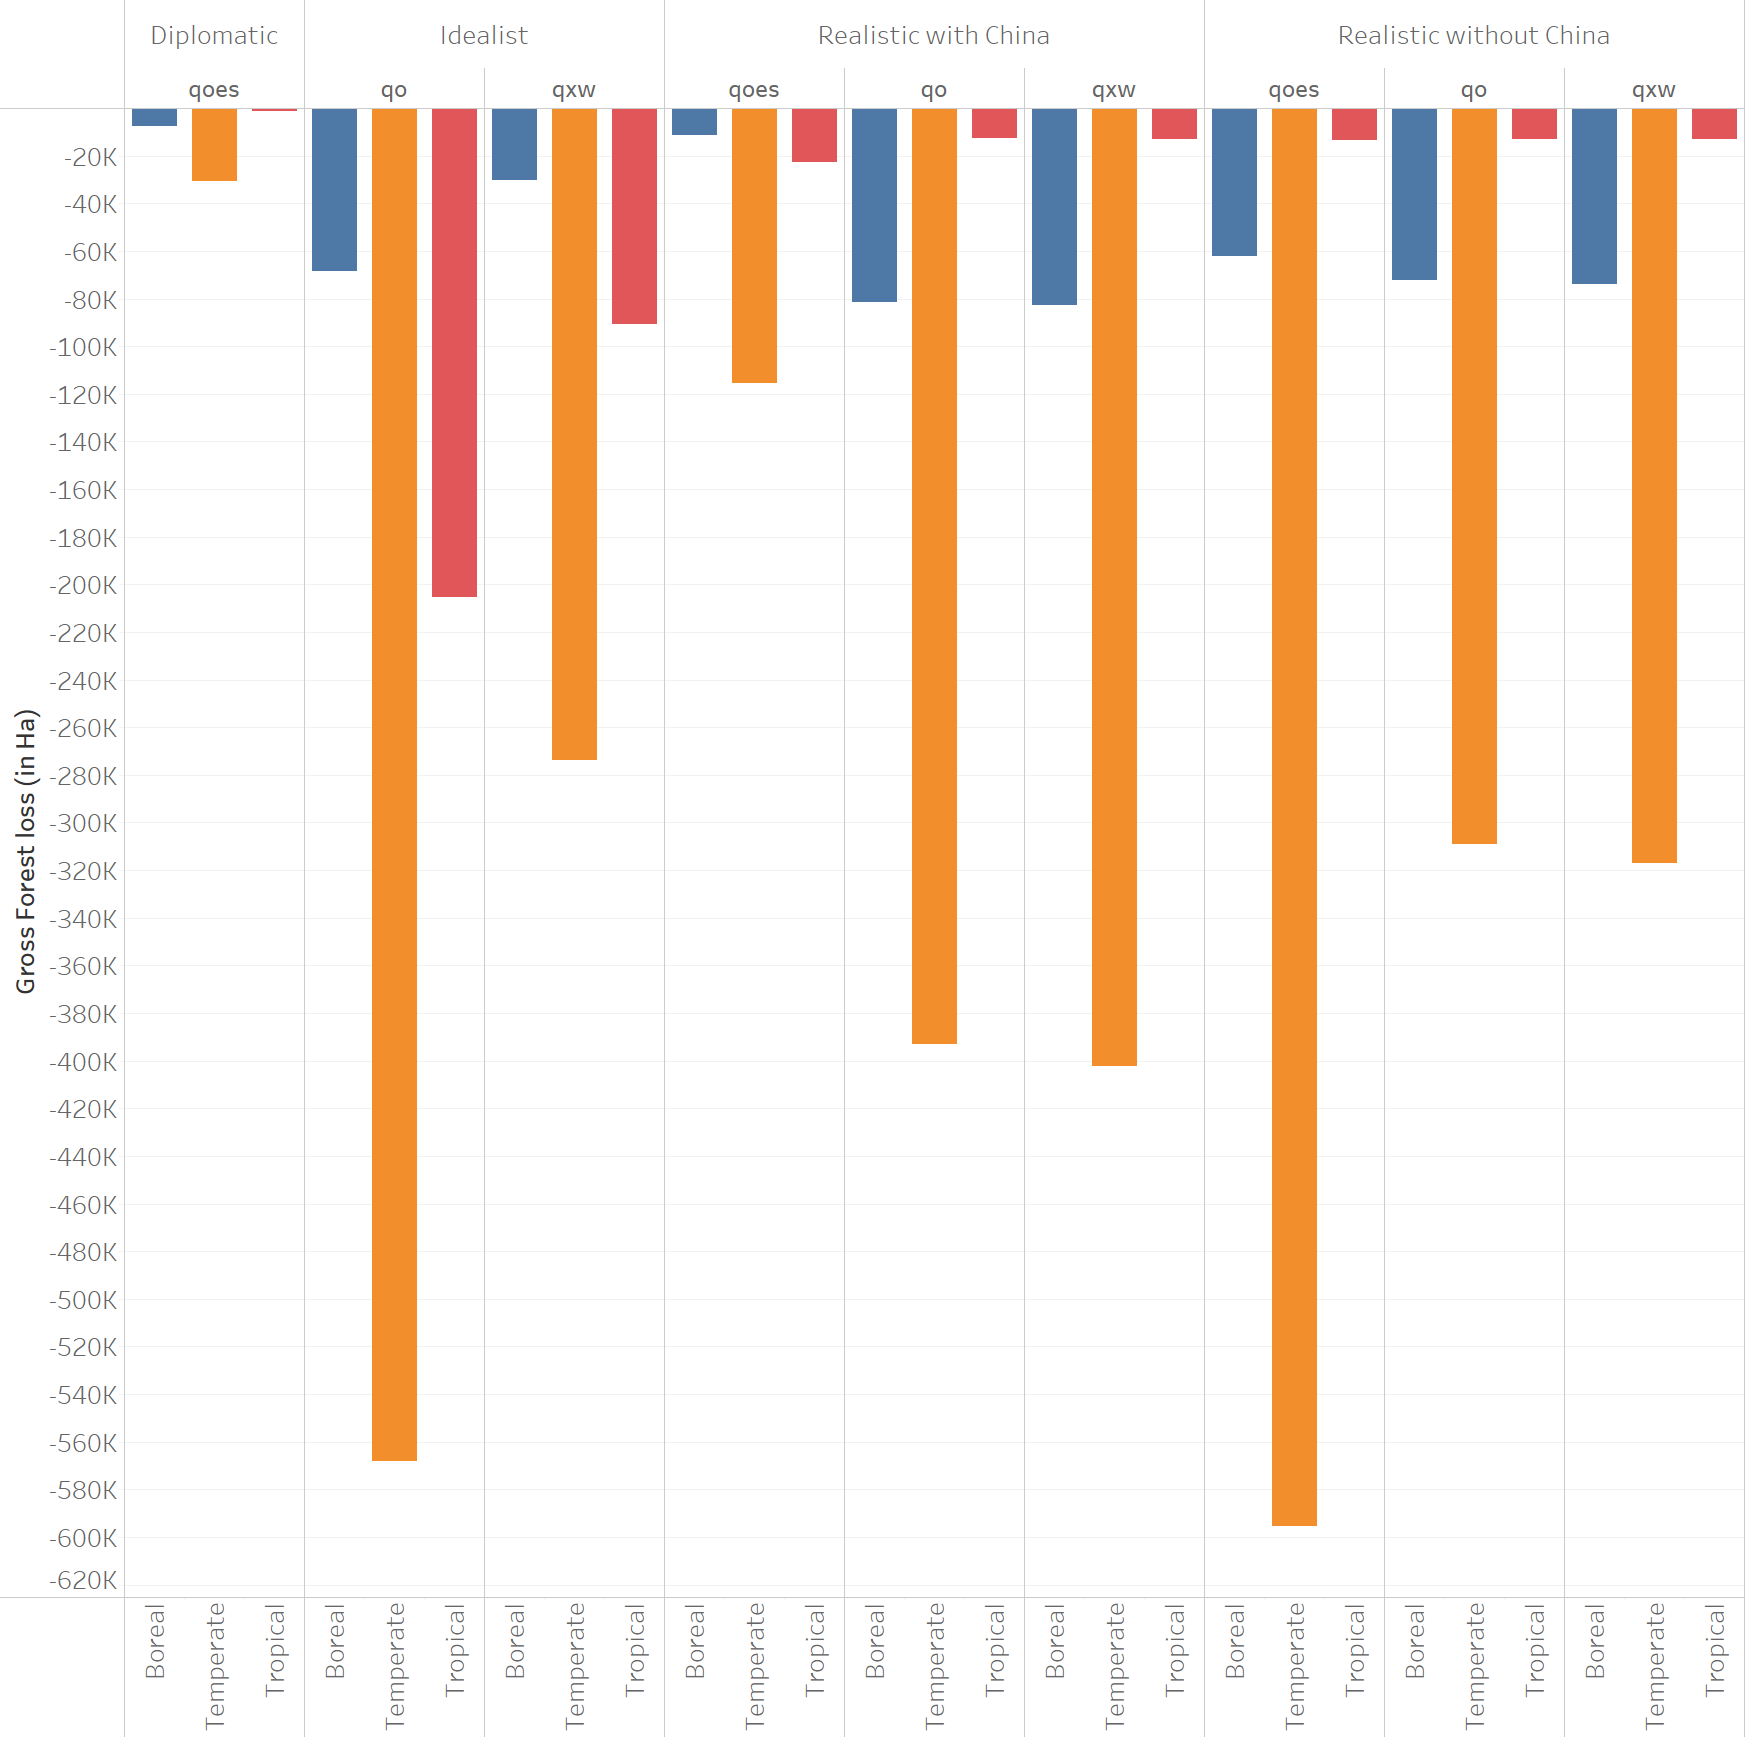 Diplomatic Idealist Realistic with China Realistic without China
qoes qo qxw qoes qo qxw qoes qo qxw
-20K
-40K
-60K
-80K
-100K
-120K
-140K
-160K
-180K
-200K
-220K
-240K
-260K
-280K
-300K
-320K
-340K
-360K
-380K
-400K
-420K
-440K
-460K
-480K
-500K
-520K
-540K
-560K
-580K
-600K
-620K
Gross Forest loss (in Ha)
Boreal Temperate Tropical Boreal Temperate Tropical Boreal Temperate Tropical Boreal Temperate Tropical Boreal Temperate Tropical Boreal Temperate Tropical Boreal Temperate Tropical Boreal Temperate Tropical Boreal Temperate Tropical